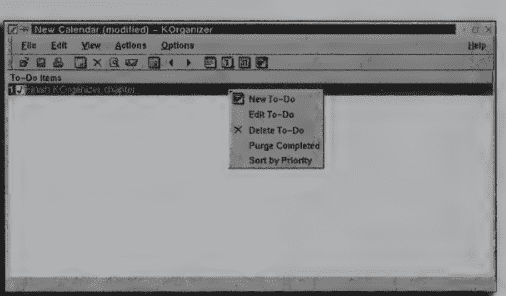 New Calendar (modified) - KOrganizer
File Edit View Actions Options Help
To-Do Items
1 Finish KOrganizer chapter
New To-Do
Edit To-Do
Delete To-Do
Purge Completed
Sort by Priority